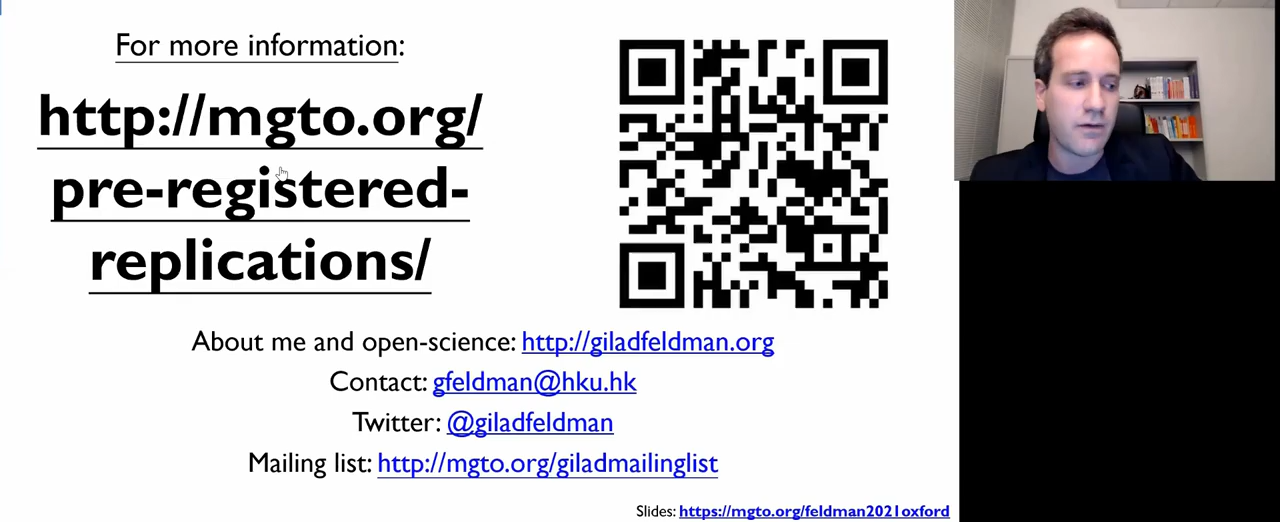 For more information:
http://mgto.org/
pre-registered-
replications/
About me and open-science: http://giladfeldman.org
Contact: gfeldman@hku.hk
Twitter: @giladfeldman
Mailing list: http://mgto.org/giladmailinglist
Slides: https://mgto.org/feldman2021oxford